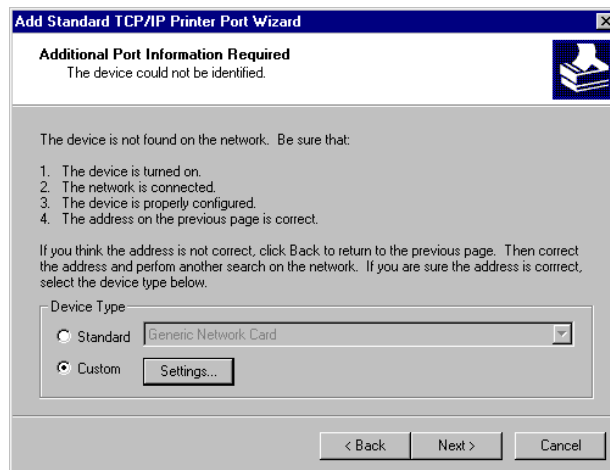 Add Standard TCP/IP Printer Port Wizard
Additional Port Information Required
The device could not be identified.
The device is not found on the network. Be sure that:
1. The device is turned on.
2. The network is connected.
3. The device is properly configured.
4. The address on the previous page is correct.
If you think the address is not correct, click Back to return to the previous page. Then correct
the address and perfom another search on the network. If you are sure the address is corrrect,
select the device type below.
Device Type
Standard Generic Network Card
Custom Settings...
< Back Next > Cancel